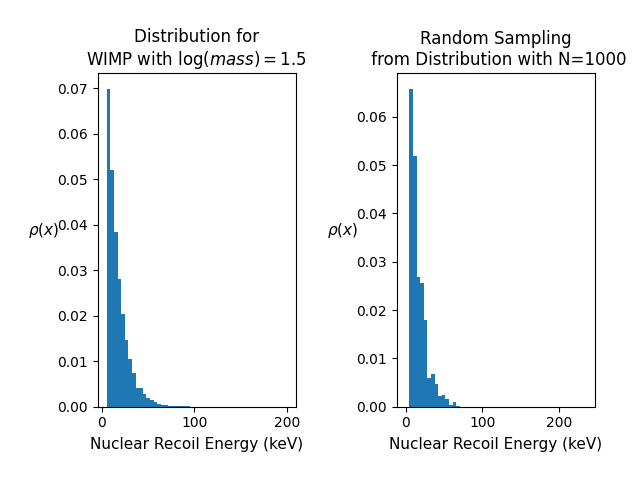 Distribution for
WIMP with log(mass) = 1.5
0.07
0.06
0.05
0.04
0.03
0.02
0.01
0.00
ρ(x)
0
100
200
Nuclear Recoil Energy (keV)
Random Sampling
from Distribution with N=1000
0.06
0.05
0.04
0.03
0.02
0.01
0.00
ρ(x)
0
100
200
Nuclear Recoil Energy (keV)